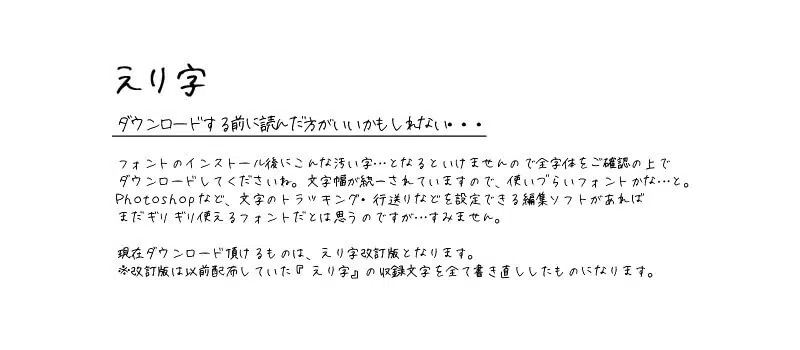 えり字
ダウンロードする前に読んだ方がいいかもしれない・・・
フォントのインストール後にこんな汚い字…となるといけませんので全字体をご確認の上で
ダウンロードしてくださいね。文字幅が統一されていますので、使いづらいフォントかな…と。
Photoshopなど、文字のトラッキング・行送りなどを設定できる編集ソフトがあれば
まだギリギリ使えるフォントだとは思うのですが…すみません。
現在ダウンロード頂けるものは、えり字改訂版となります。
※改訂版は以前配布していた『えり字』の収録文字を全て書き直ししたものになります。